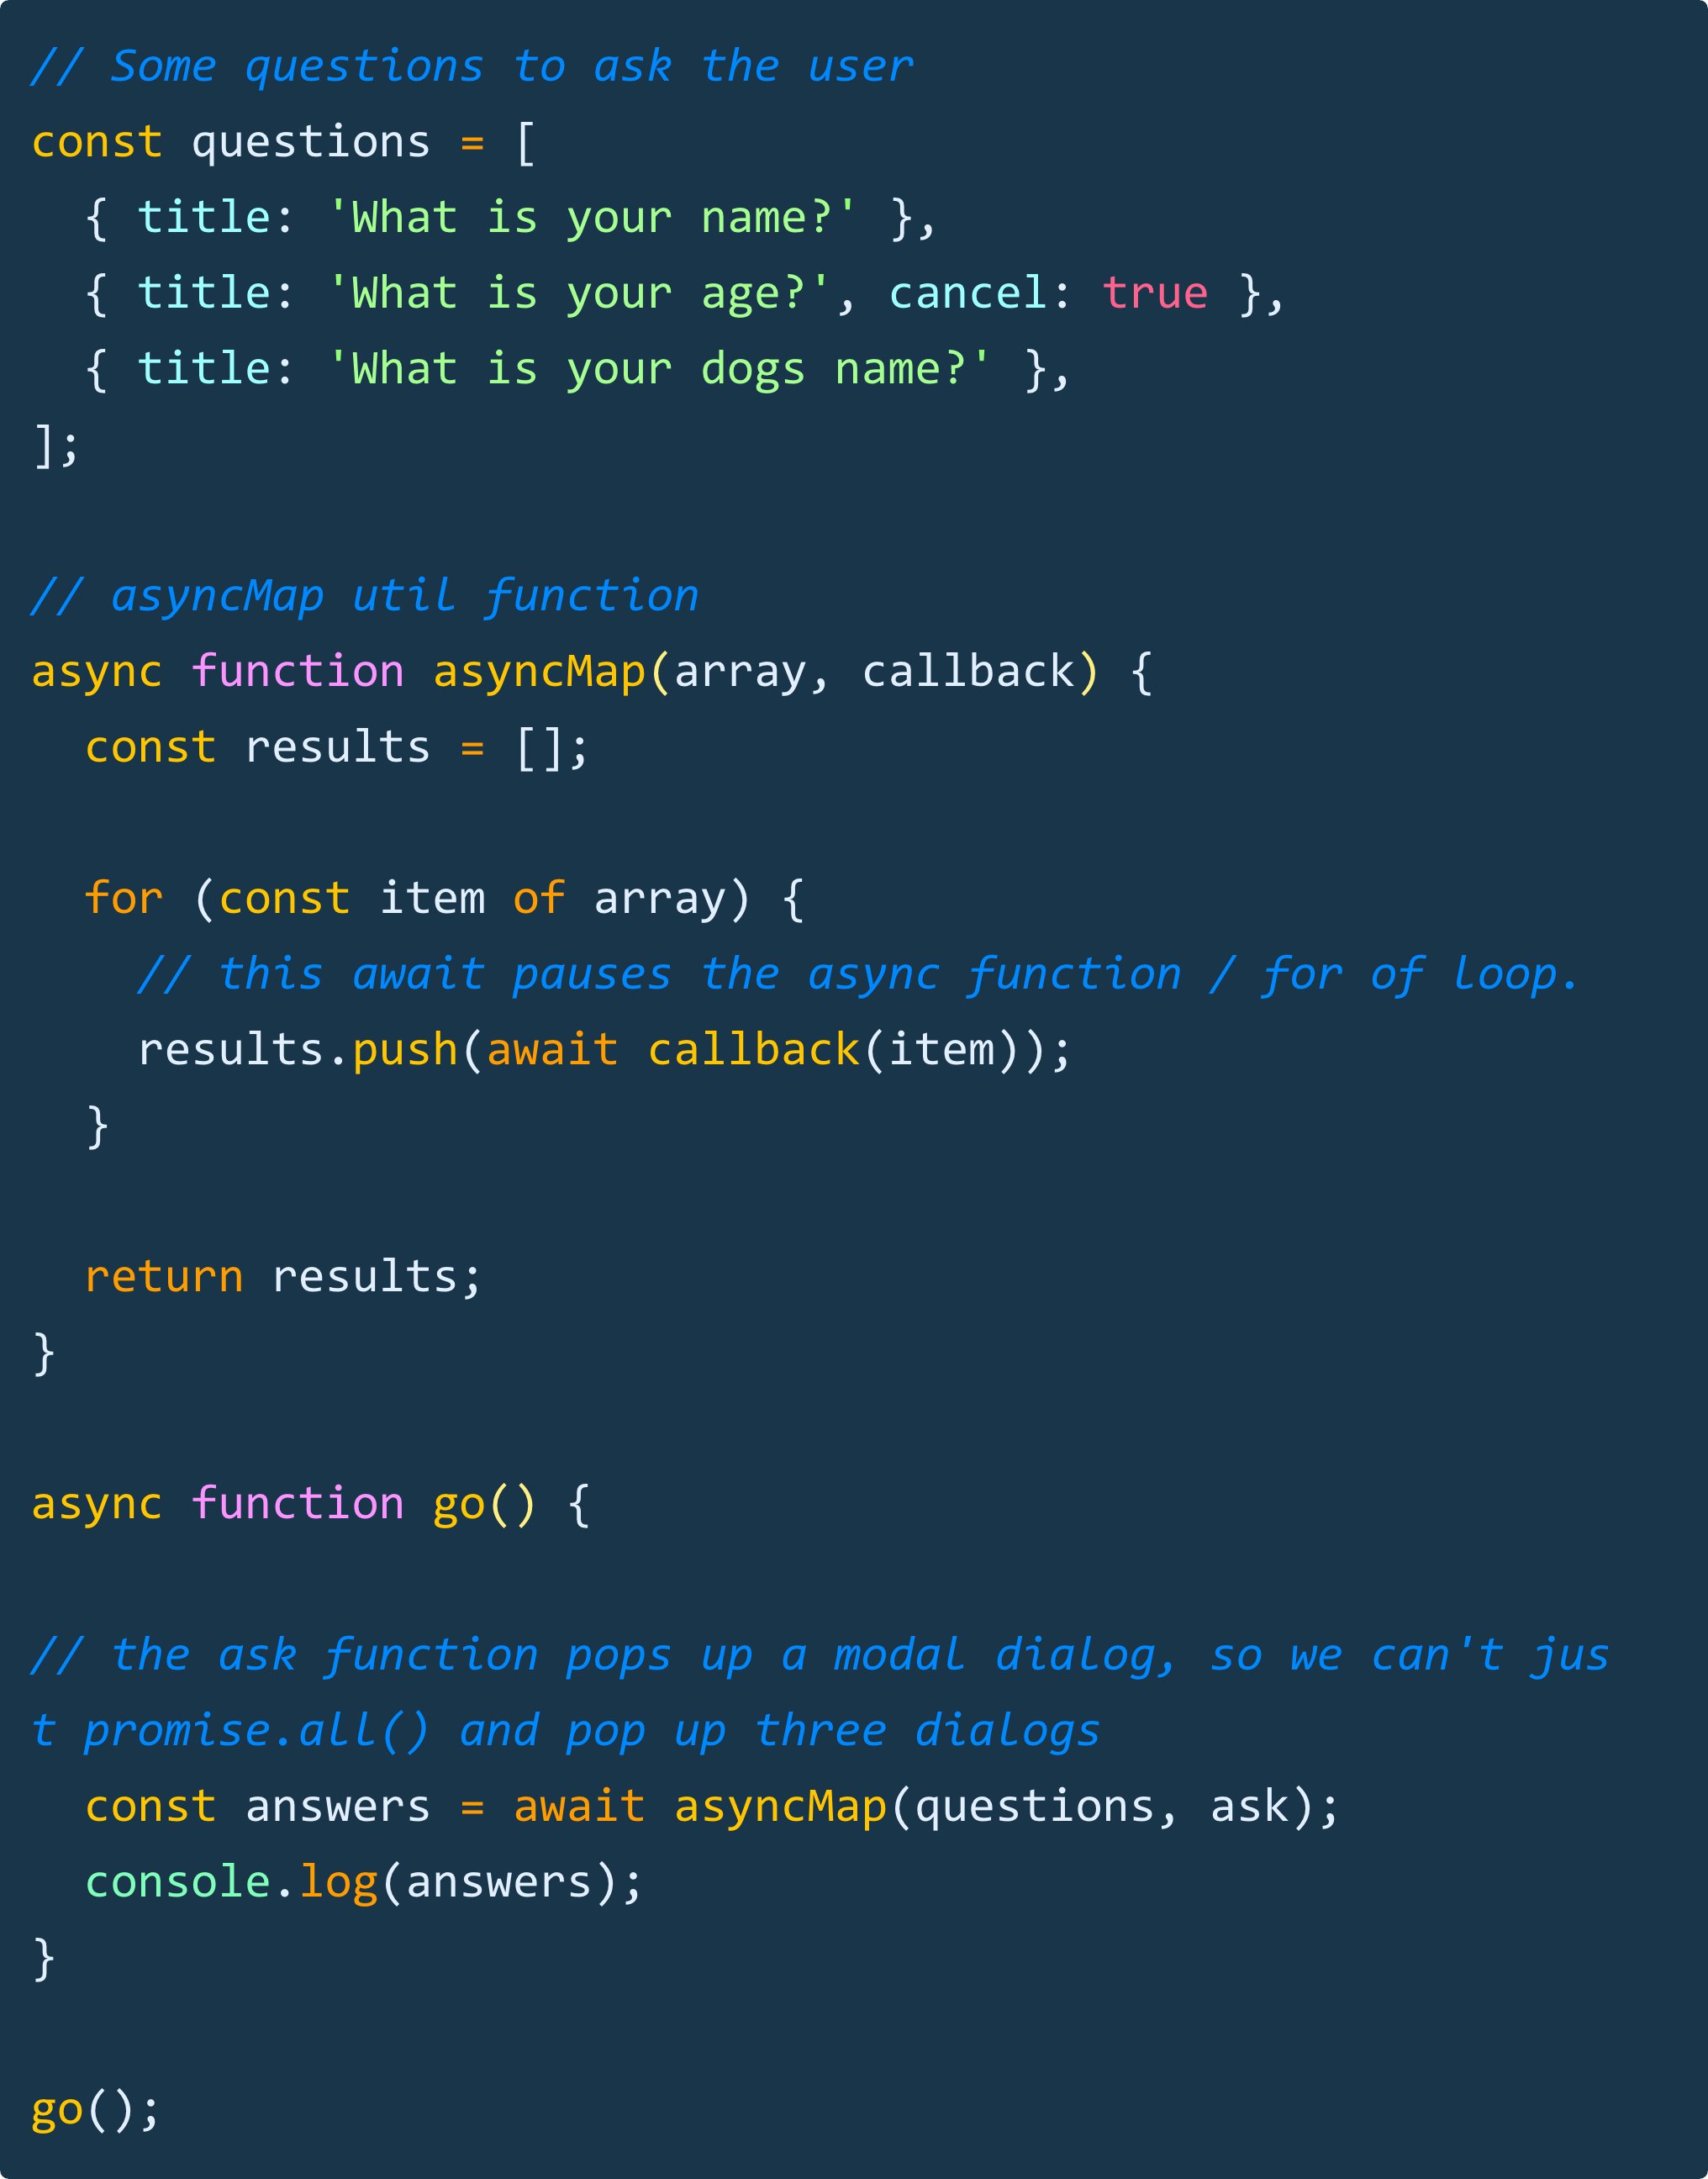 // Some questions to ask the user
const questions = [
  { title: 'What is your name?' },
  { title: 'What is your age?', cancel: true },
  { title: 'What is your dogs name?' },
];

// asyncMap util function
async function asyncMap(array, callback) {
  const results = [];

  for (const item of array) {
    // this await pauses the async function / for of loop.
    results.push(await callback(item));
  }

  return results;
}

async function go() {

// the ask function pops up a modal dialog, so we can't jus
t promise.all() and pop up three dialogs
  const answers = await asyncMap(questions, ask);
  console.log(answers);
}

go();